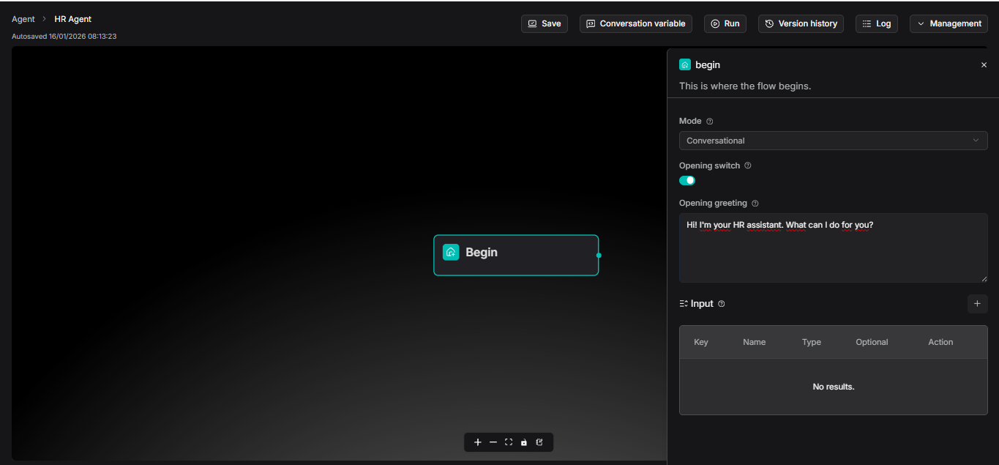 Agent > HR Agent
Save
Conversation variable
Run
Version history
Log
Management
Autosaved 16/01/2026 08:13:23
begin
This is where the flow begins.
Mode
Conversational
Opening switch
Opening greeting
Hi! I'm your HR assistant. What can I do for you?
Begin
Input
Key Name Type Optional Action
No results.